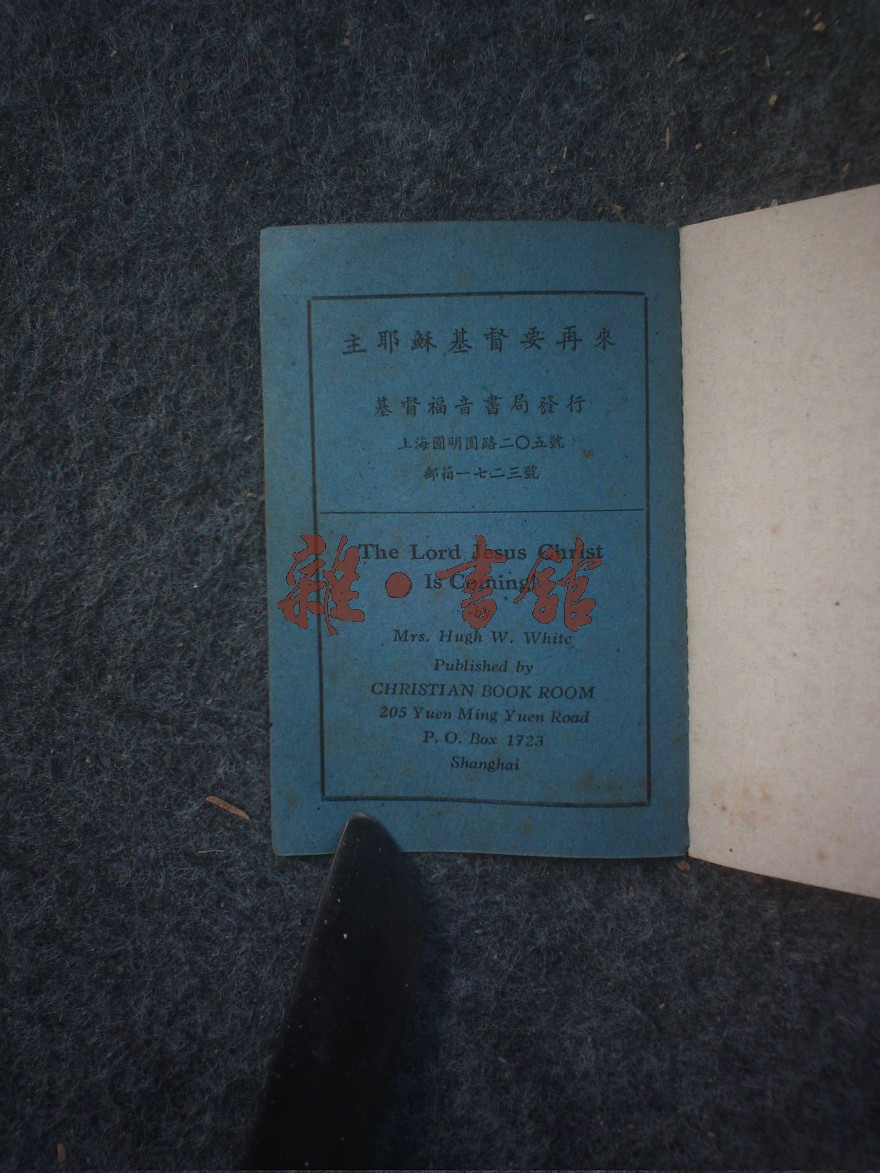 主耶穌基督要再來
基督福音書局發行
上海圓明園路二〇五號
郵箱一七二三號
The Lord Jesus Christ
Is Coming!
by
Mrs. Hugh W. White
Published by
CHRISTIAN BOOK ROOM
205 Yuen Ming Yuen Road
P. O. Box 1723
Shanghai
雜·書館